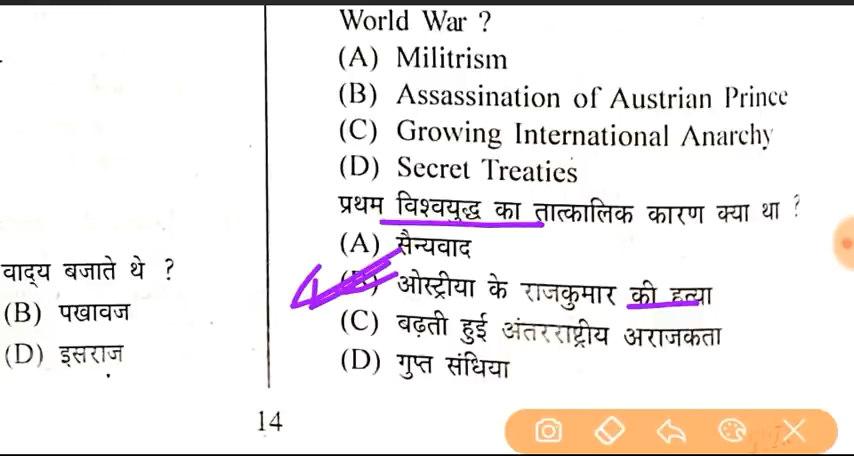 वाद्‌य बजाते थे ?
(B) पखावज
(D) इसराज
World War ?
(A) Militrism
(B) Assassination of Austrian Prince
(C) Growing International Anarchy
(D) Secret Treaties
प्रथम विश्वयुद्ध का तात्कालिक कारण क्या था ?
(A) सैन्यवाद
(B) ओस्ट्रीया के राजकुमार की हत्या
(C) बढ़ती हुई अंतरराष्ट्रीय अराजकता
(D) गुप्त संधिया
14